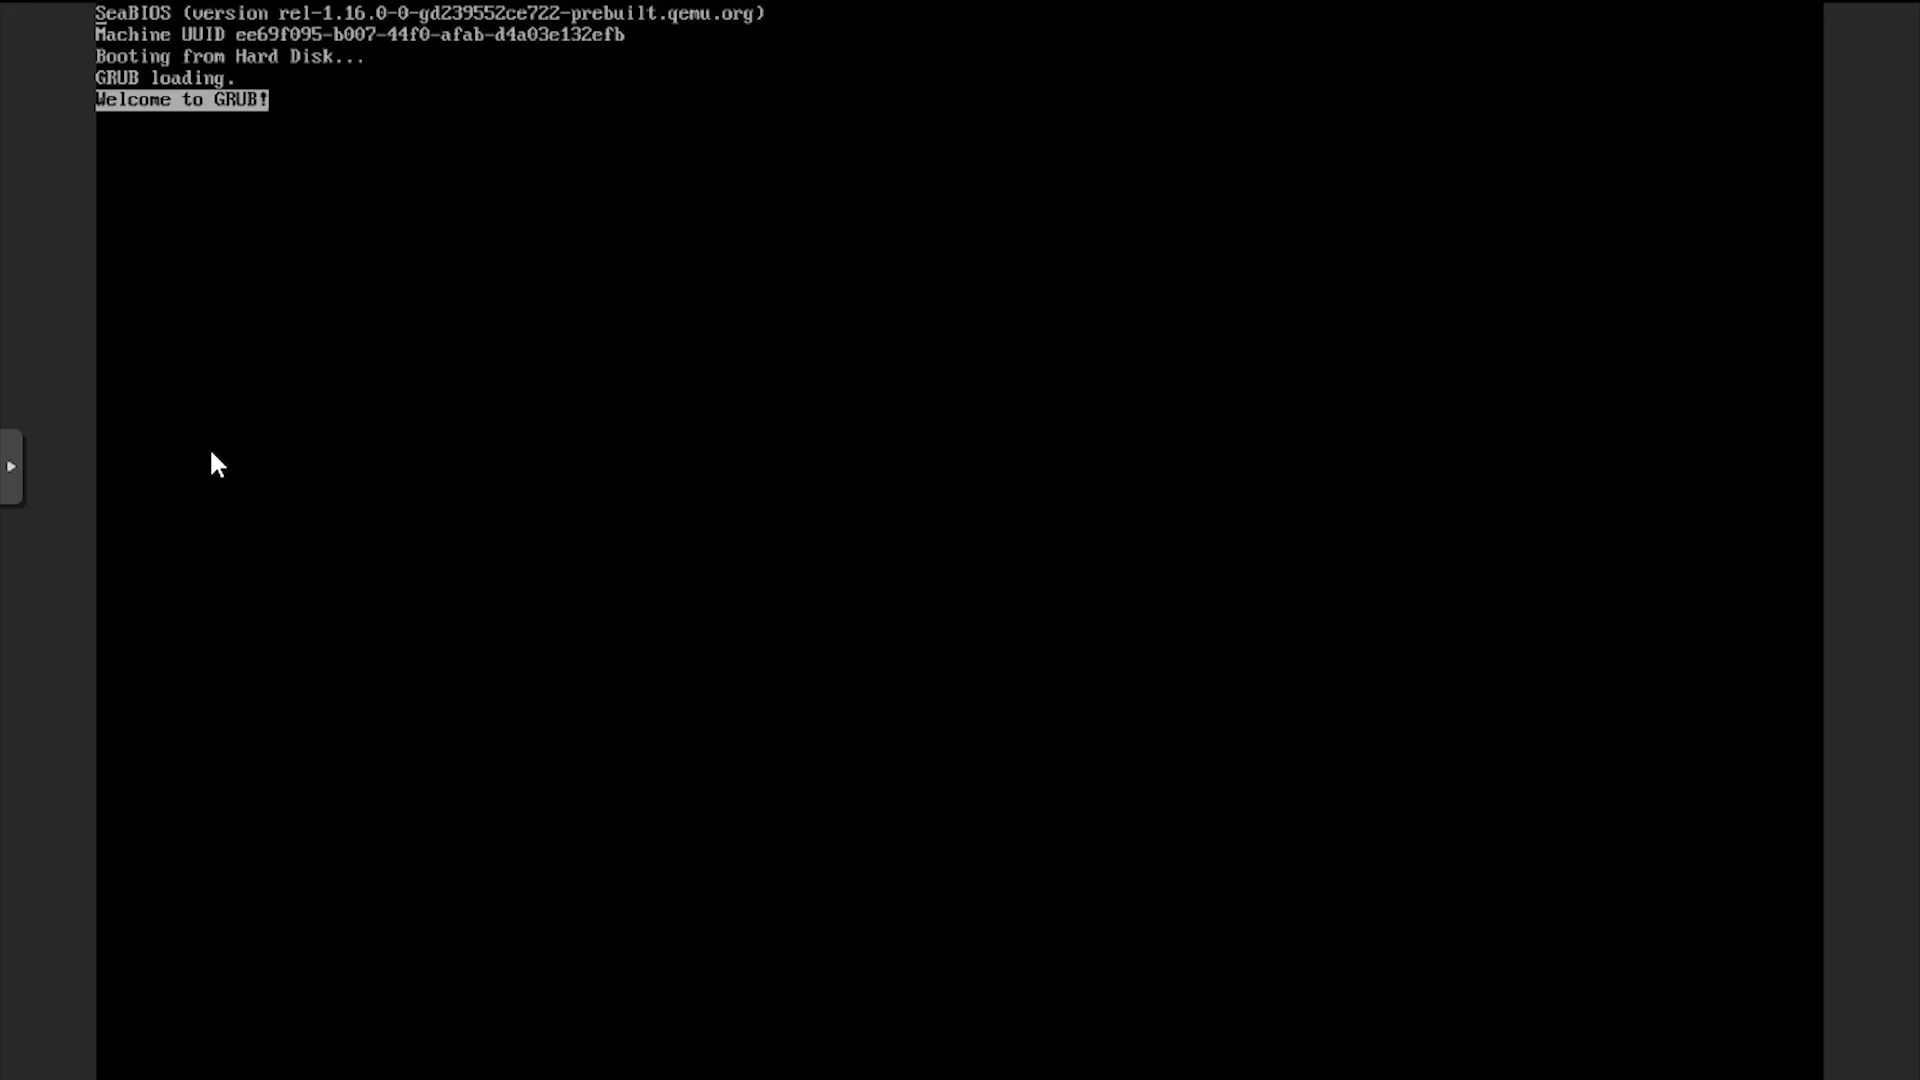 SeaBIOS (version rel-1.16.0-0-gd239552ce722-prebuilt.qemu.org)
Machine UUID ee69f095-b007-44f0-afab-d4a03e132efb
Booting from Hard Disk...
GRUB loading.
Welcome to GRUB!